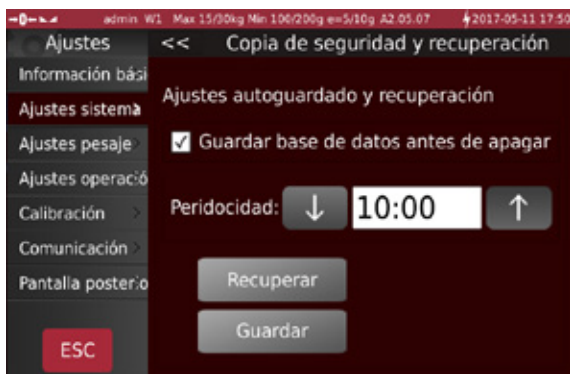 →0← admin W1 Max 15/30kg Min 100/200g e=5/10g A2.05.07 2017-05-11 17:50
Ajustes
<< Copia de seguridad y recuperación
Información bási
Ajustes sistema
Ajustes pesaje
Ajustes operació
Calibración >
Comunicación >
Pantalla posterio
ESC
Ajustes autoguardado y recuperación
Guardar base de datos antes de apagar
Peridocidad: ↓ 10:00 ↑
Recuperar
Guardar